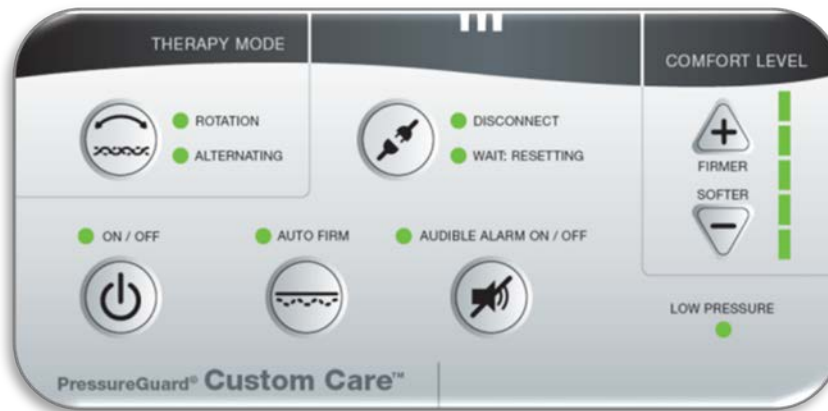 THERAPY MODE
COMFORT LEVEL
ROTATION
ALTERNATING
DISCONNECT
WAIT: RESETTING
FIRMER
SOFTER
ON / OFF
AUTO FIRM
AUDIBLE ALARM ON / OFF
LOW PRESSURE
PressureGuard® Custom Care™